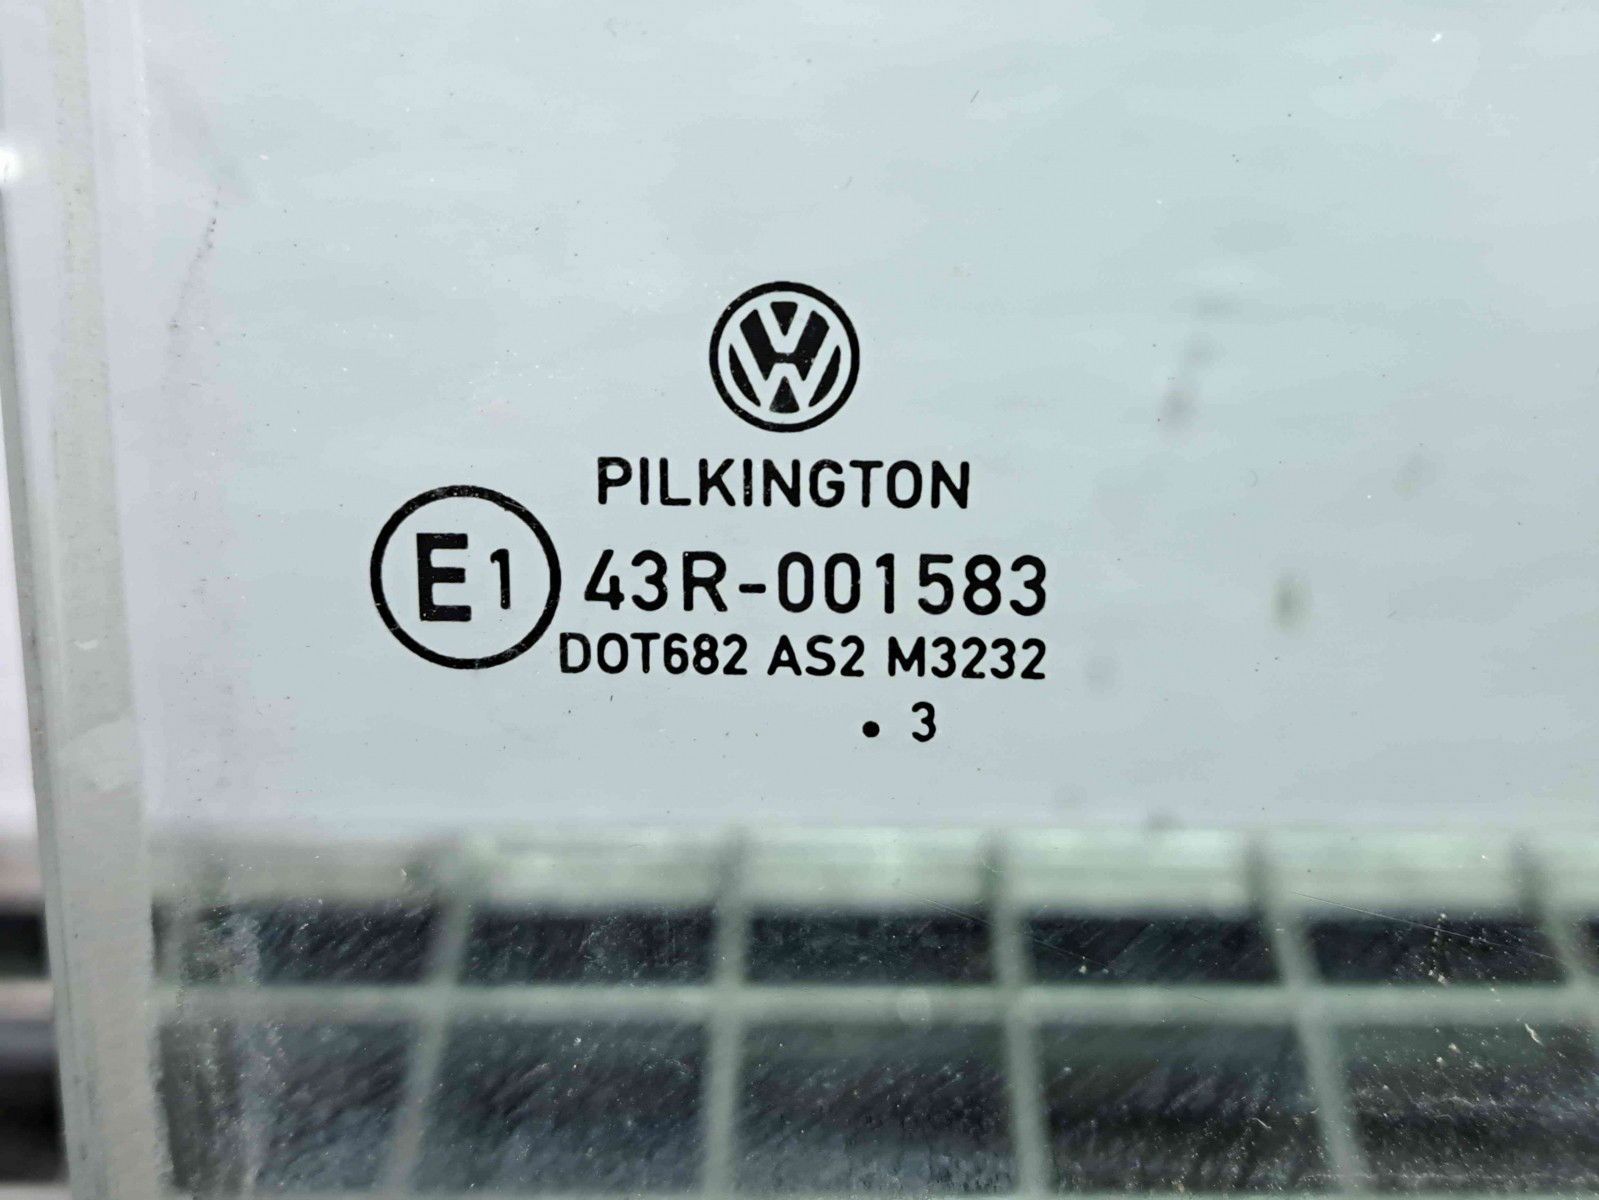 PILKINGTON
E1 43R-001583
DOT682 AS2 M3232
. 3